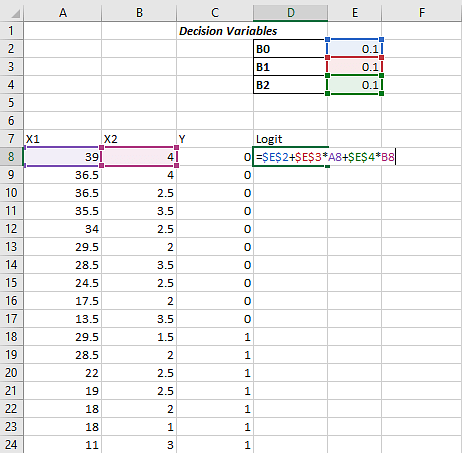 A B C D E F
1 Decision Variables
2 B0 0.1
3 B1 0.1
4 B2 0.1
5
6
7 X1 X2 Y Logit
8 39 4 0 =$E$2+$E$3*A8+$E$4*B8
9 36.5 4 0
10 36.5 2.5 0
11 35.5 3.5 0
12 34 2.5 0
13 29.5 2 0
14 28.5 3.5 0
15 24.5 2.5 0
16 17.5 2 0
17 13.5 3.5 0
18 29.5 1.5 1
19 28.5 2 1
20 22 2.5 1
21 19 2.5 1
22 18 2 1
23 18 1 1
24 11 3 1